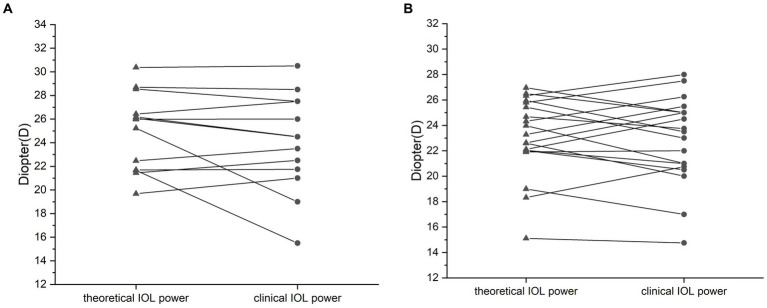 A
Diopter(D)
34
32
30
28
26
24
22
20
18
16
14
12
theoretical IOL power
clinical IOL power
B
Diopter(D)
32
30
28
26
24
22
20
18
16
14
12
theoretical IOL power
clinical IOL power